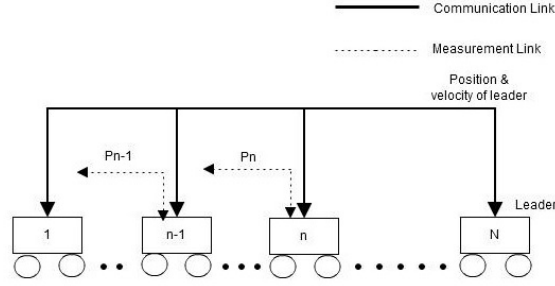 Communication Link
Measurement Link
Position &
velocity of leader
Pn-1
Pn
Leader
1
n-1
n
N